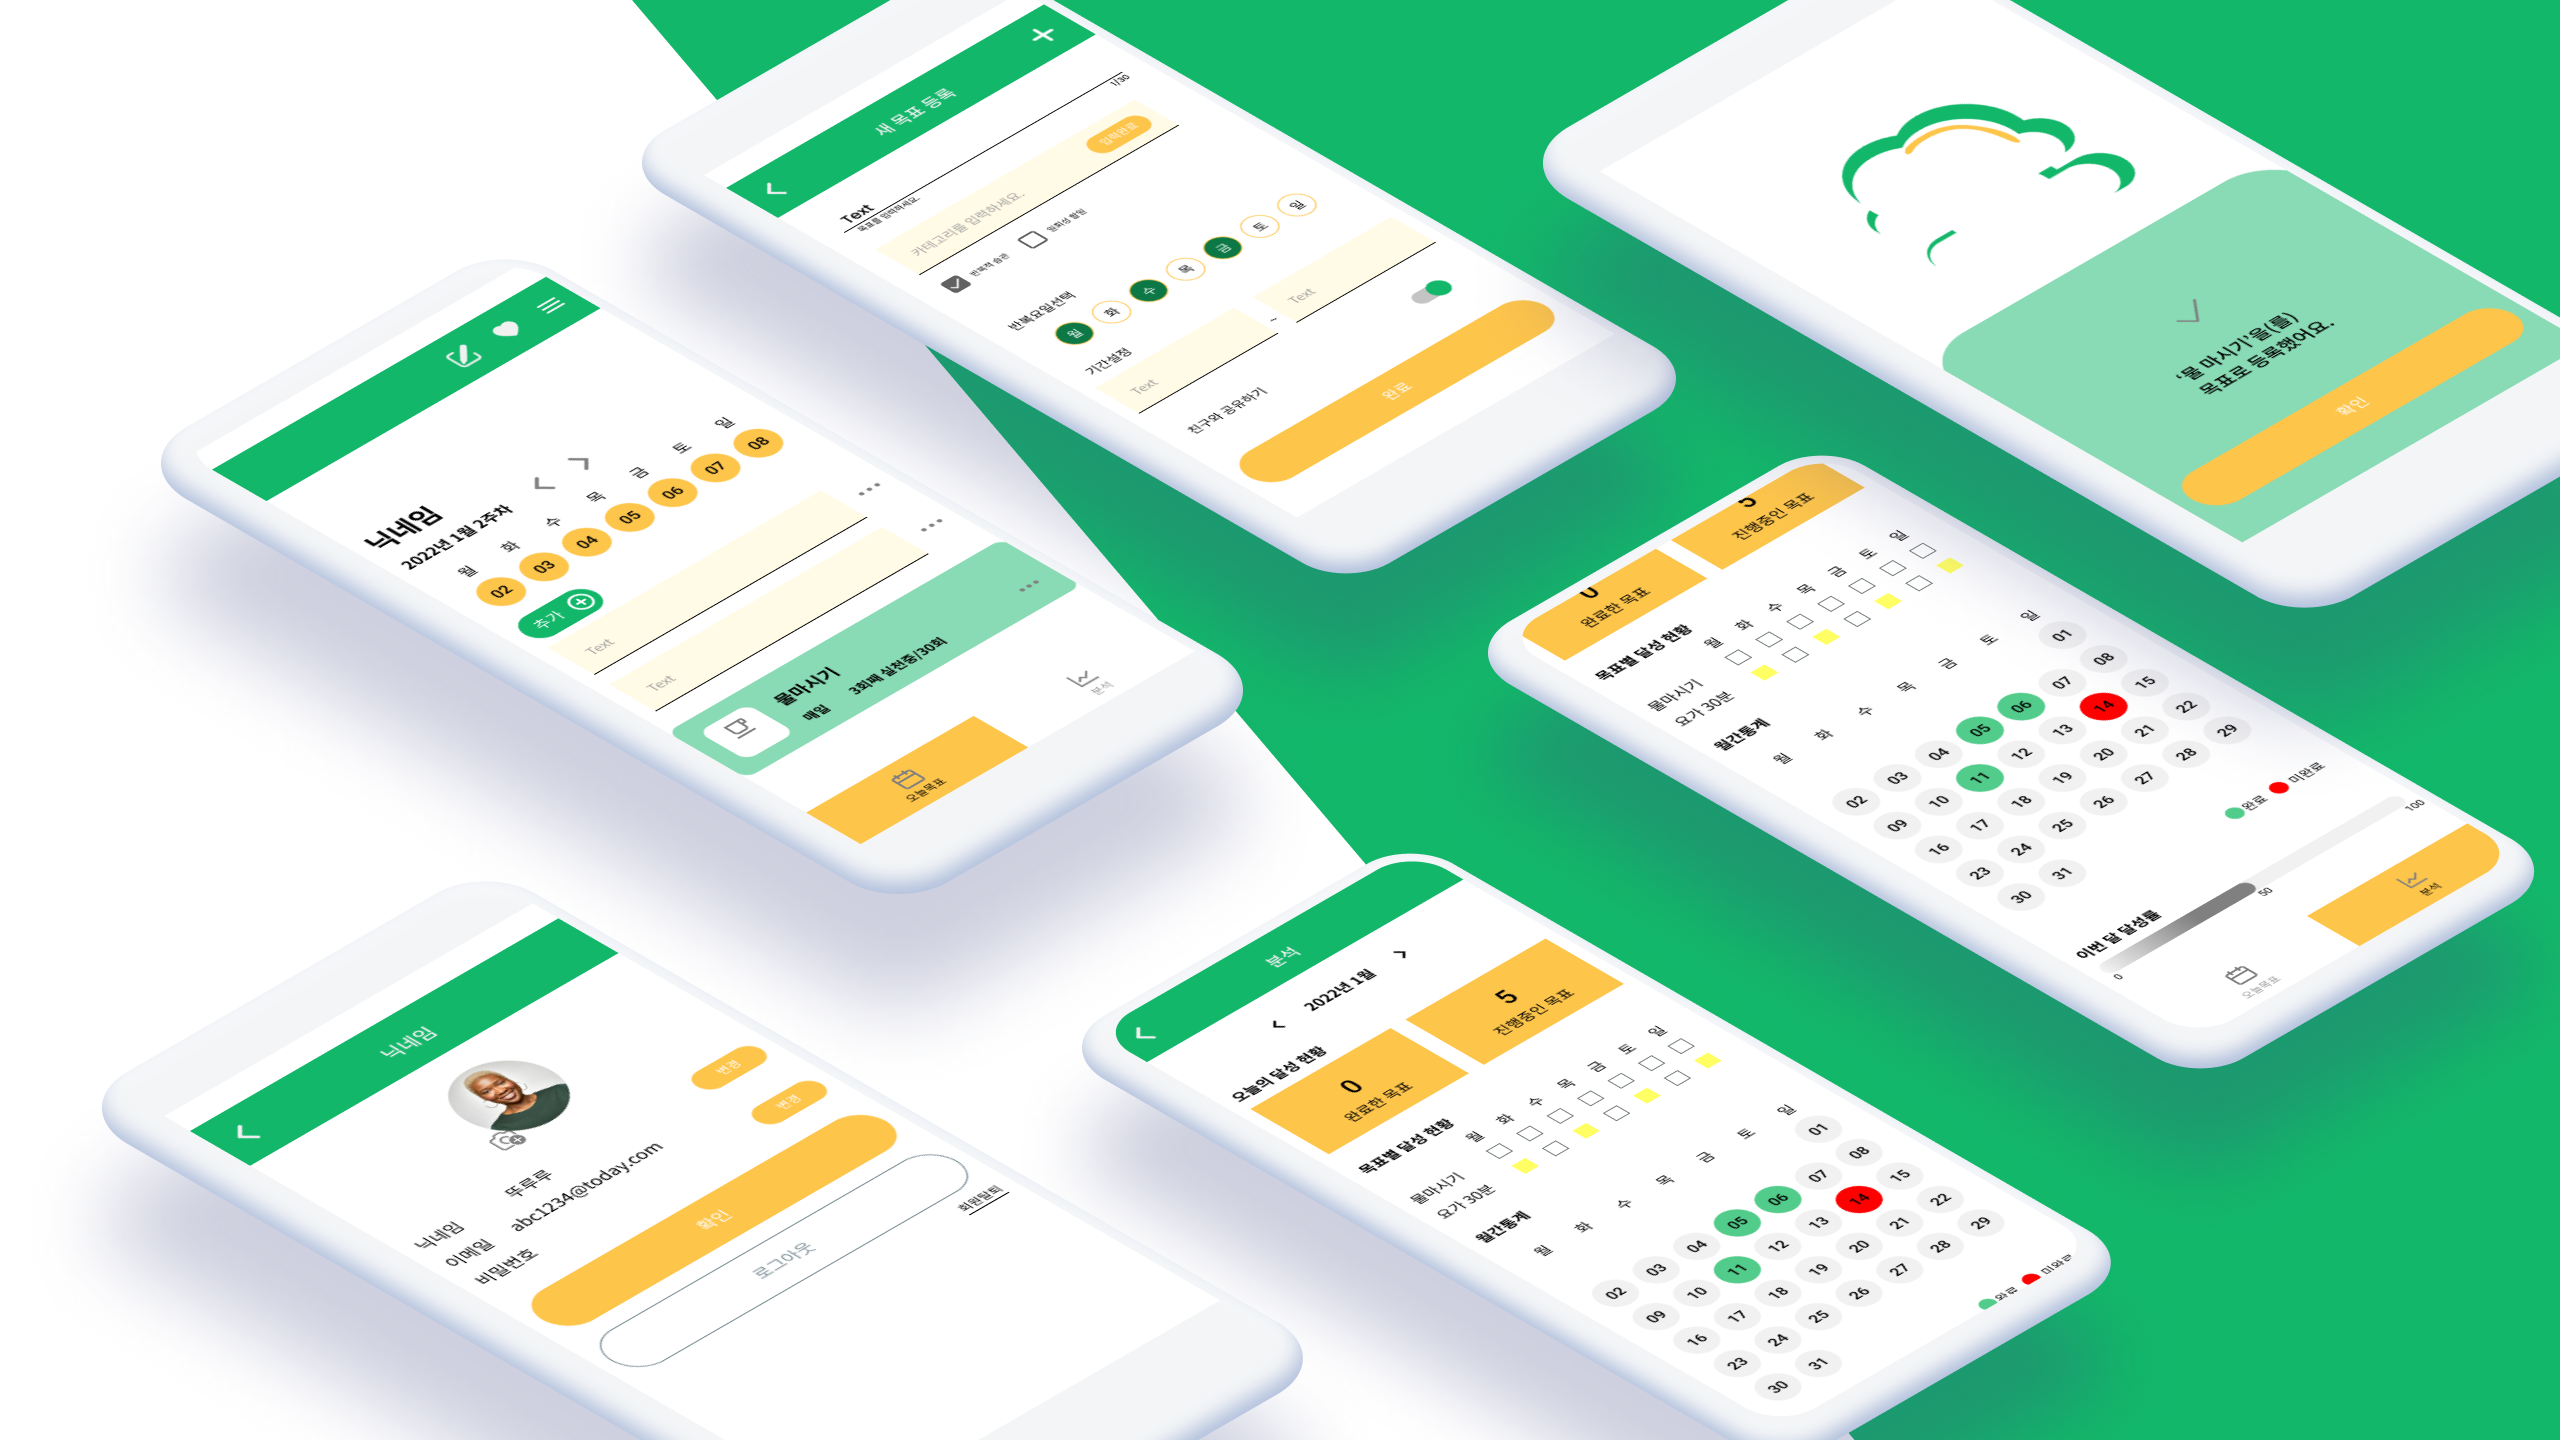 새 목표 등록
Text
1/30
목표를 입력하세요.
카테고리를 입력하세요.
입력완료
반복적 습관
일회성 할일
반복요일선택
월 화 수 목 금 토 일
기간설정
Text ~ Text
친구와 공유하기
완료
‘물 마시기’을(를)
목표로 등록했어요.
확인
닉네임
2022년 1월 2주차
월 화 수 목 금 토 일
02 03 04 05 06 07 08
추가
Text
Text
물마시기
매일 3회째 실천중/30회
오늘목표
분석
0
완료한 목표
5
진행중인 목표
목표별 달성 현황
월 화 수 목 금 토 일
물마시기
요가 30분
월간통계
월 화 수 목 금 토 일
01
02 03 04 05 06 07 08
09 10 11 12 13 14 15
16 17 18 19 20 21 22
23 24 25 26 27 28 29
30 31
완료 미완료
이번 달 달성률
0 50 100
오늘목표
분석
닉네임
닉네임 뚜루루
변경
이메일 abc1234@today.com
비밀번호
변경
확인
로그아웃
회원탈퇴
분석
2022년 1월
오늘의 달성 현황
0
완료한 목표
5
진행중인 목표
목표별 달성 현황
월 화 수 목 금 토 일
물마시기
요가 30분
월간통계
월 화 수 목 금 토 일
01
02 03 04 05 06 07 08
09 10 11 12 13 14 15
16 17 18 19 20 21 22
23 24 25 26 27 28 29
30 31
완료 미완료